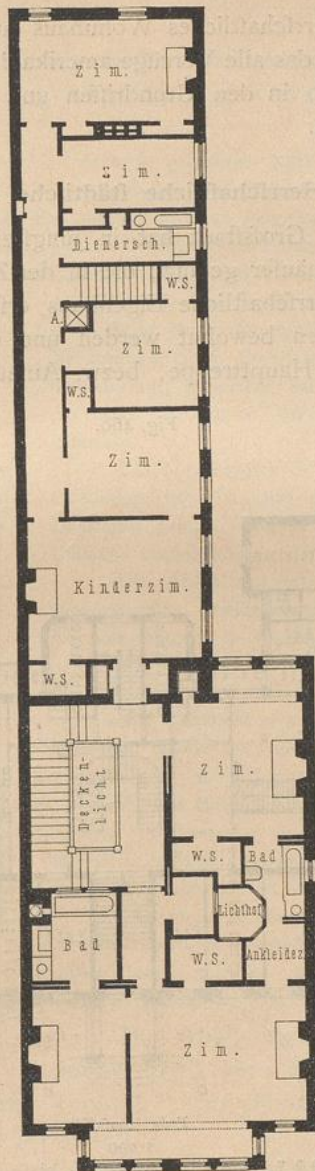 Zim.
Zim.
Dienersch.
W.S.
A.
Zim.
W.S.
Zim.
Kinderzim.
W.S.
Decken-
licht
Zim.
W.S.
Bad
Lichthof
Bad
W.S.
Ankleidez.
Zim.